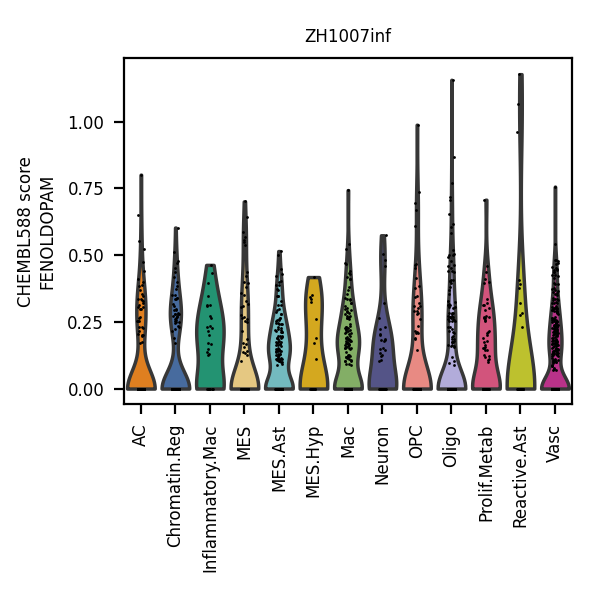 ZH1007inf
CHEMBL588 score
FENOLDOPAM
1.00
0.75
0.50
0.25
0.00
AC
Chromatin.Reg
Inflammatory.Mac
MES
MES.Ast
MES.Hyp
Mac
Neuron
OPC
Oligo
Prolif.Metab
Reactive.Ast
Vasc